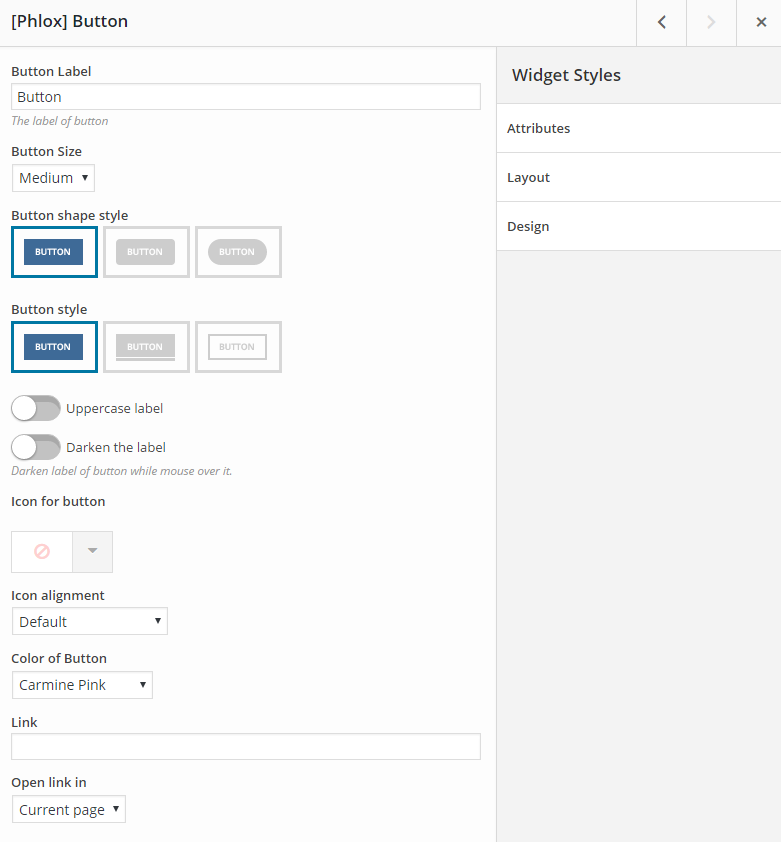 [Phlox] Button
Button Label
Button
The label of button
Button Size
Medium
Button shape style
BUTTON BUTTON BUTTON
Button style
BUTTON BUTTON BUTTON
Uppercase label
Darken the label
Darken label of button while mouse over it.
Icon for button
Icon alignment
Default
Color of Button
Carmine Pink
Link
Open link in
Current page
Widget Styles
Attributes
Layout
Design